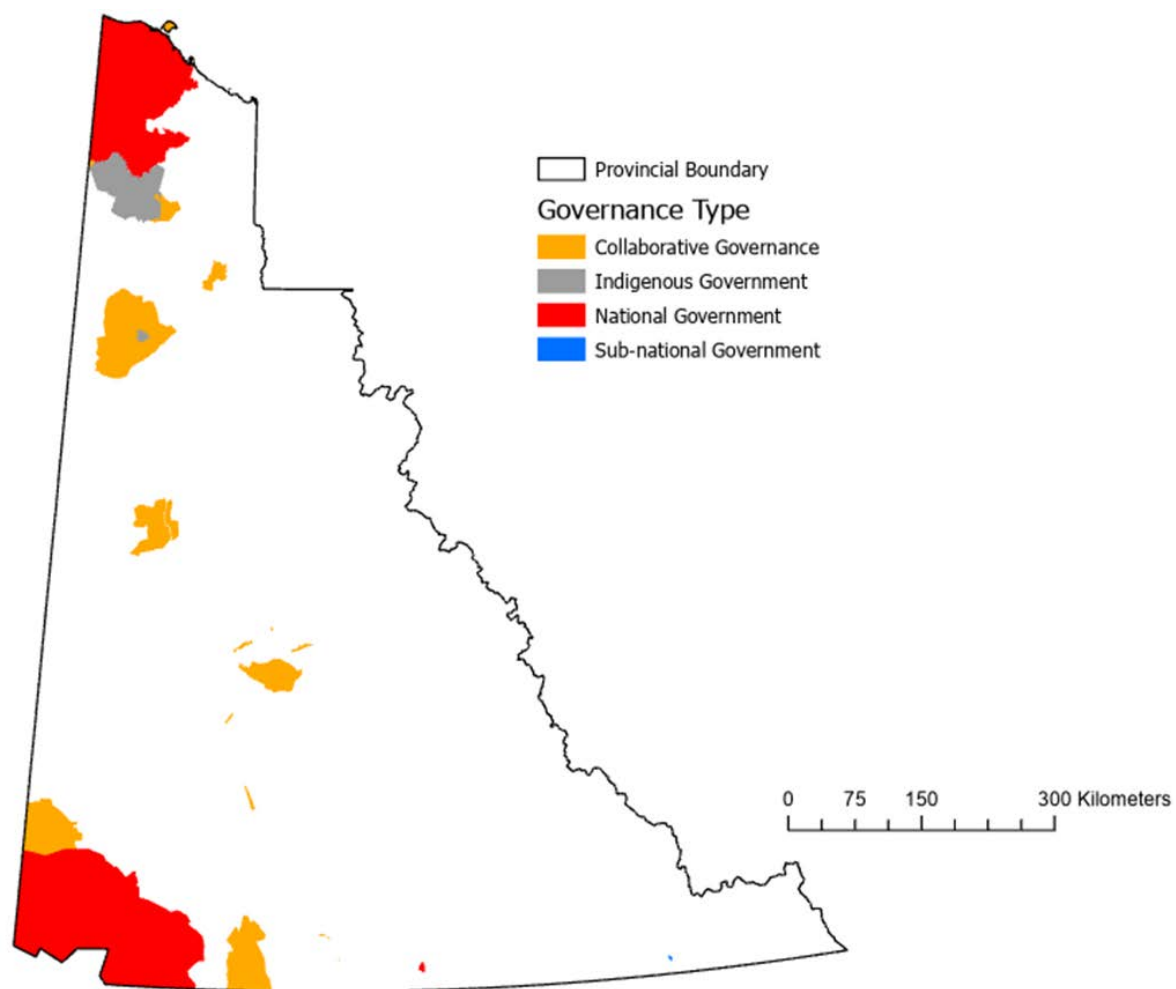 Provincial Boundary
Governance Type
Collaborative Governance
Indigenous Government
National Government
Sub-national Government
0 75 150 300 Kilometers